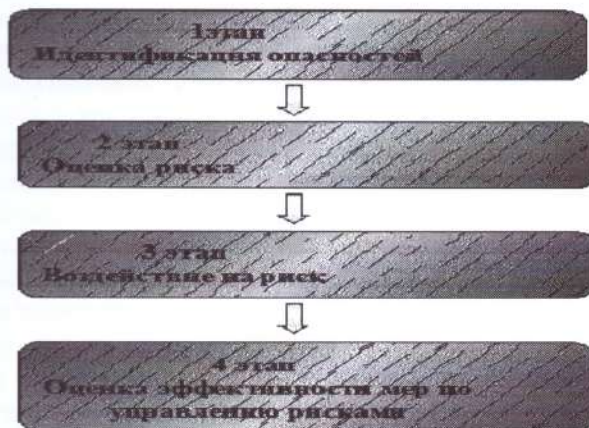 1этап
Идентификация опасностей
2 этап
Оценка риска
3 этап
Воздействие на риск
4 этап
Оценка эффективности мер по
управлению рисками